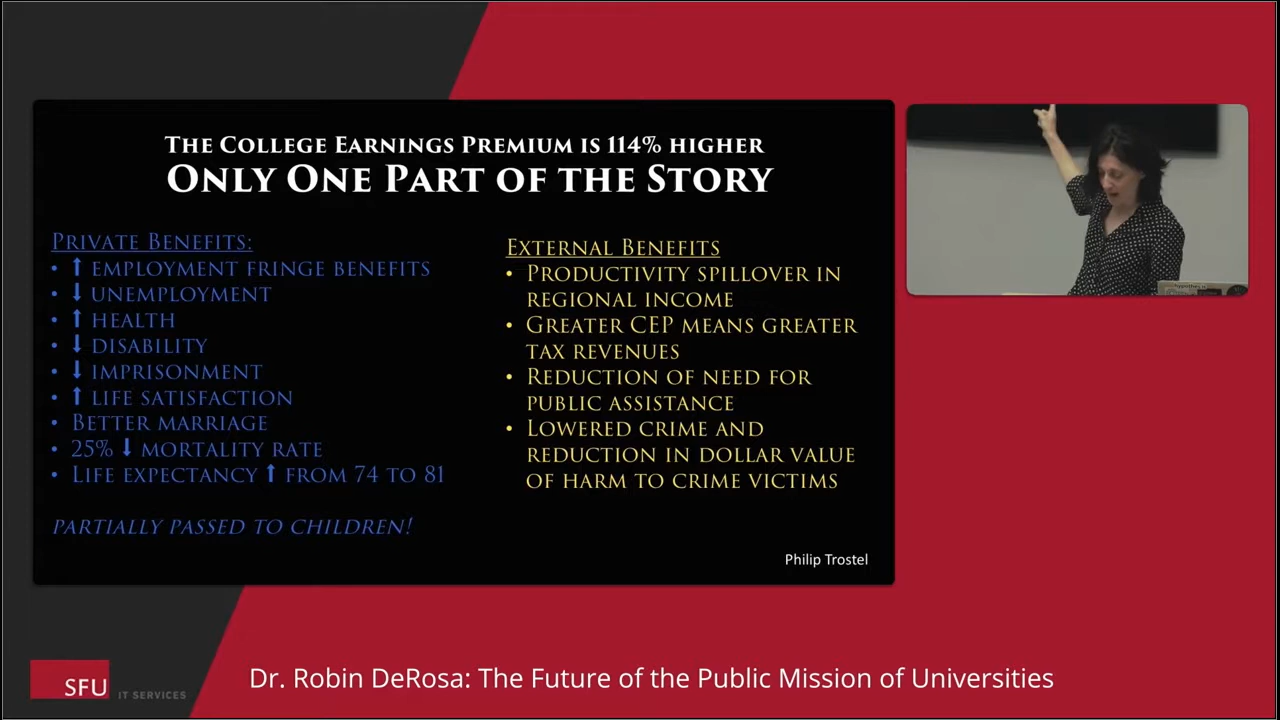 THE COLLEGE EARNINGS PREMIUM IS 114% HIGHER
ONLY ONE PART OF THE STORY
PRIVATE BENEFITS:
• ⬆ EMPLOYMENT FRINGE BENEFITS
• ⬇ UNEMPLOYMENT
• ⬆ HEALTH
• ⬇ DISABILITY
• ⬇ IMPRISONMENT
• ⬆ LIFE SATISFACTION
• BETTER MARRIAGE
• 25% ⬇ MORTALITY RATE
• LIFE EXPECTANCY ⬆ FROM 74 TO 81
PARTIALLY PASSED TO CHILDREN!
EXTERNAL BENEFITS
• PRODUCTIVITY SPILLOVER IN
REGIONAL INCOME
• GREATER CEP MEANS GREATER
TAX REVENUES
• REDUCTION OF NEED FOR
PUBLIC ASSISTANCE
• LOWERED CRIME AND
REDUCTION IN DOLLAR VALUE
OF HARM TO CRIME VICTIMS
Philip Trostel
hypothes.is
SFU IT SERVICES
Dr. Robin DeRosa: The Future of the Public Mission of Universities